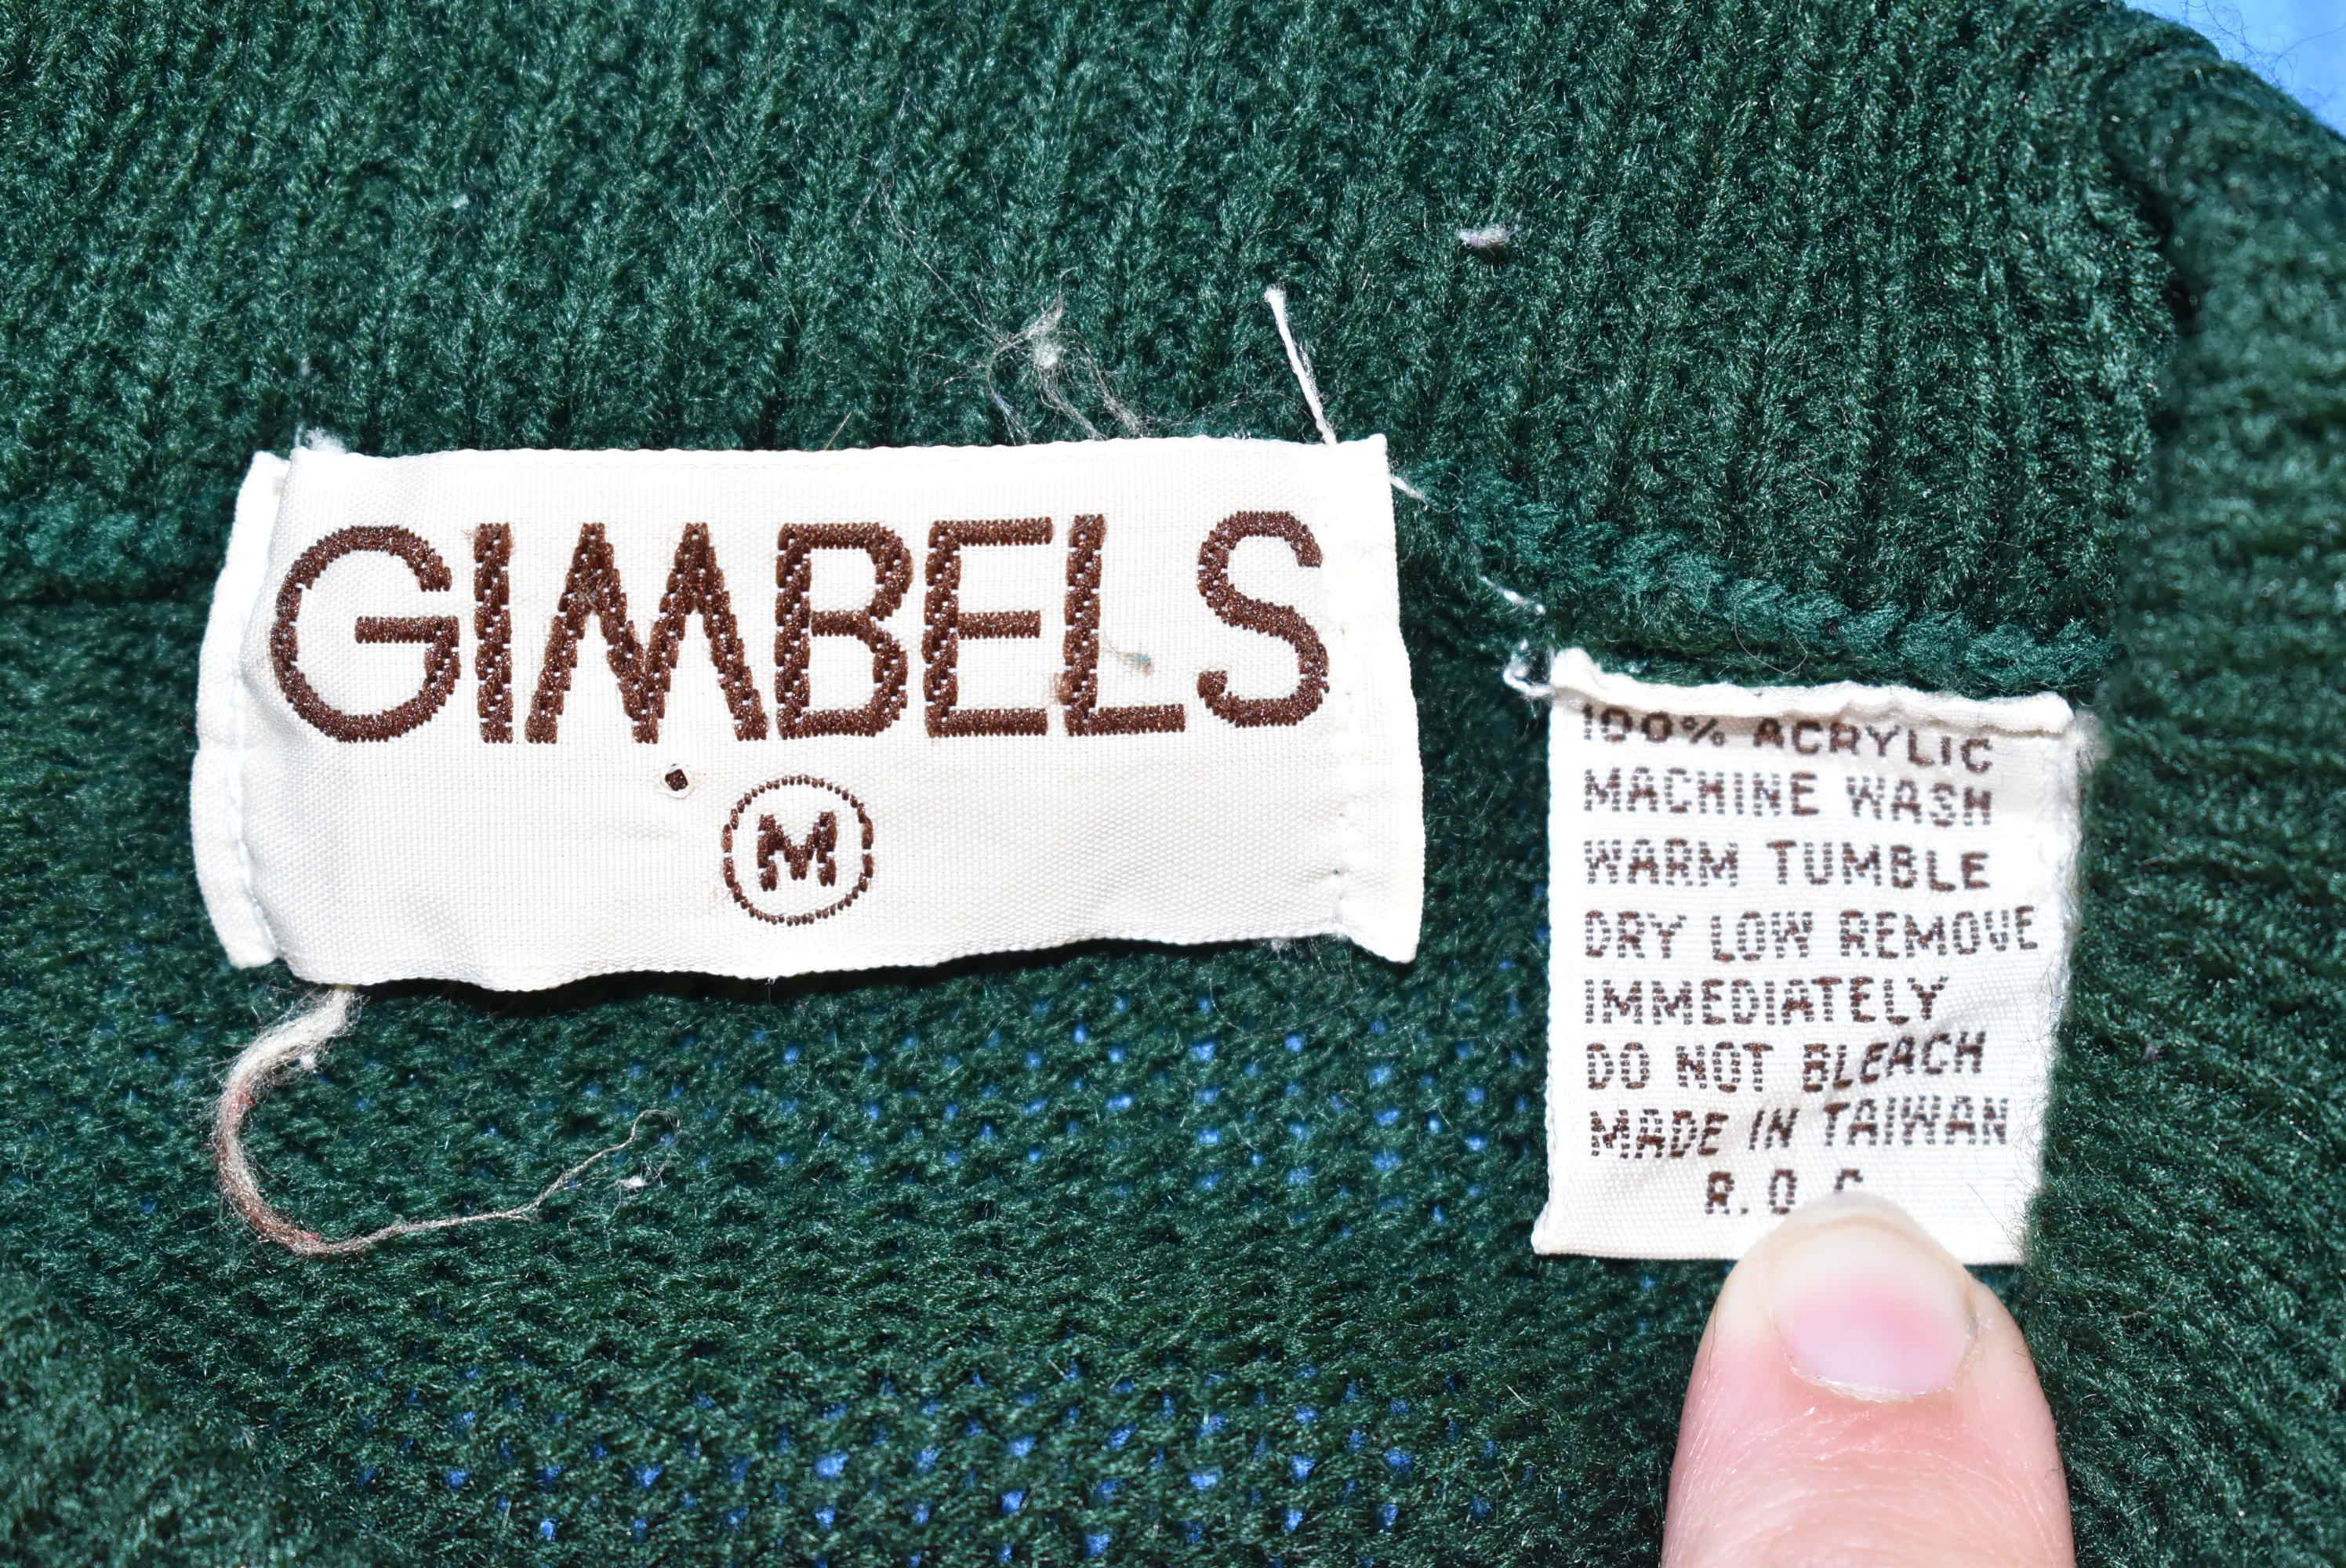 GIMBELS
M
100% ACRYLIC
MACHINE WASH
WARM TUMBLE
DRY LOW REMOVE
IMMEDIATELY
DO NOT BLEACH
MADE IN TAIWAN
R.O.C